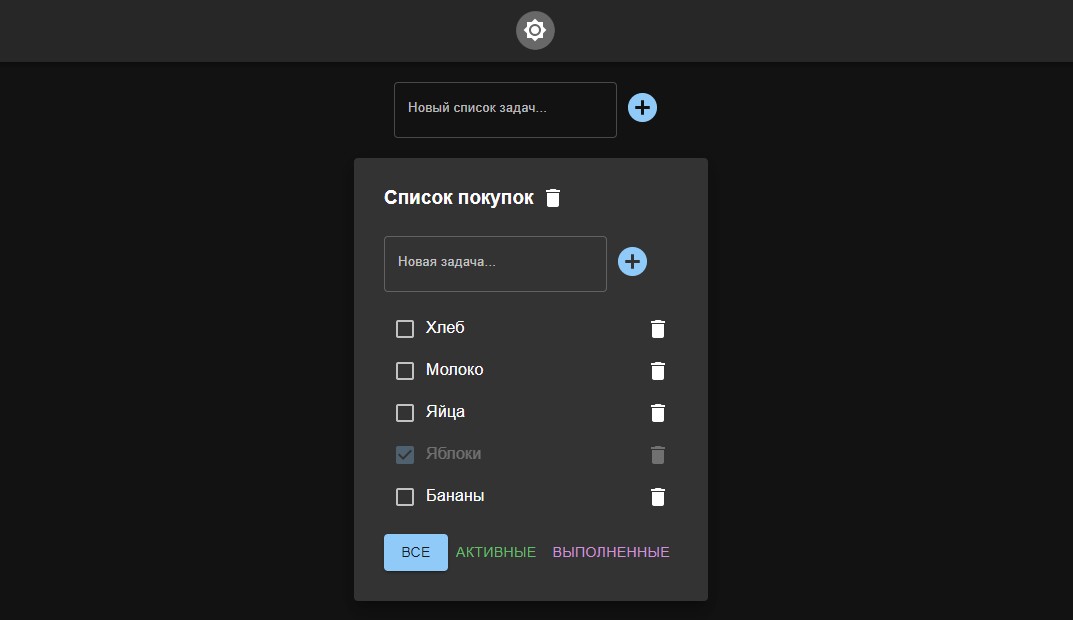 Новый список задач...
Список покупок
Новая задача...
Хлеб
Молоко
Яйца
Яблоки
Бананы
ВСЕ АКТИВНЫЕ ВЫПОЛНЕННЫЕ